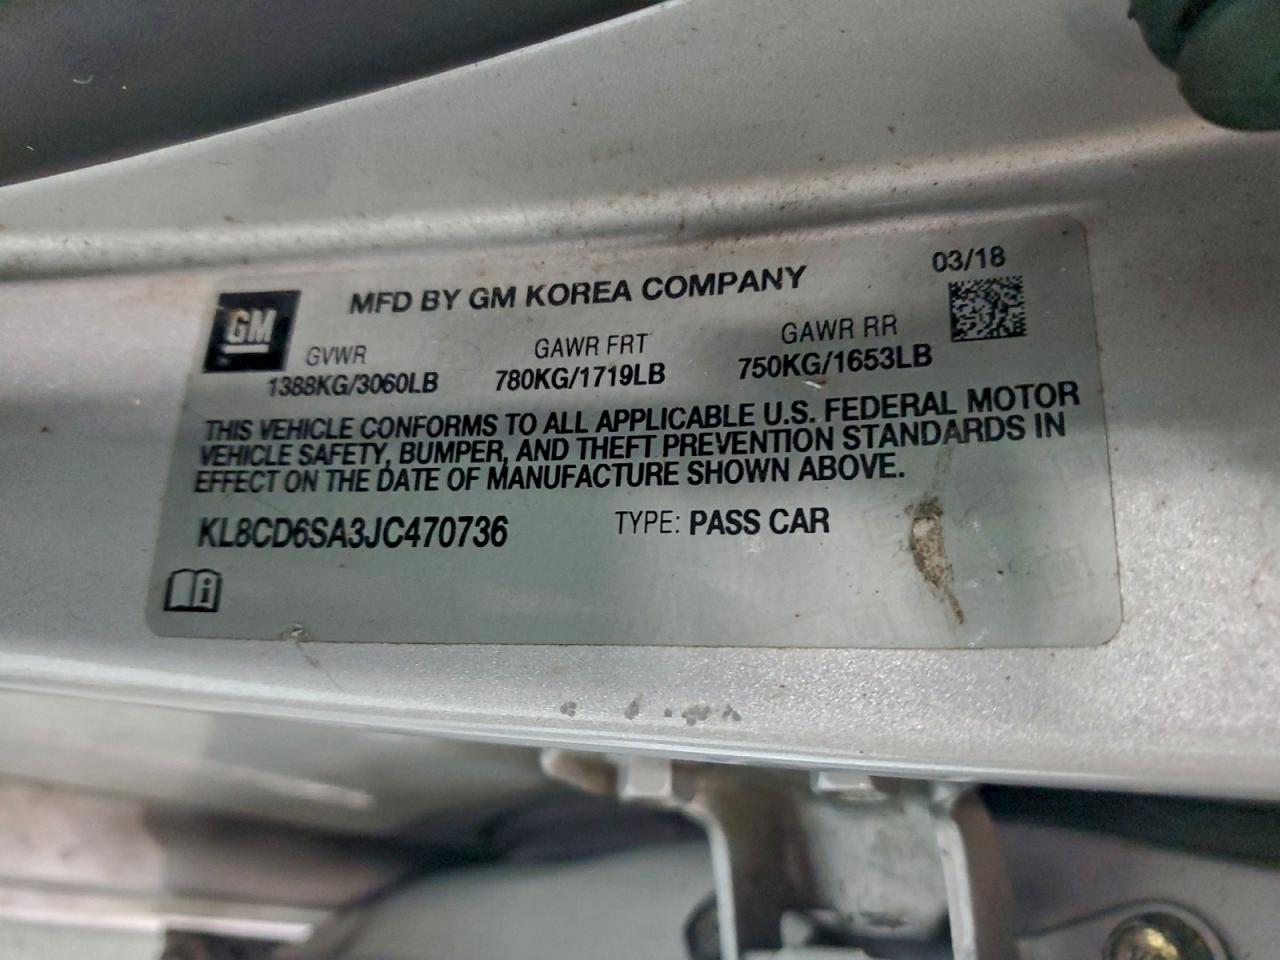 03/18
MFD BY GM KOREA COMPANY
GM
GVWR GAWR FRT GAWR RR
1388KG/3060LB 780KG/1719LB 750KG/1653LB
THIS VEHICLE CONFORMS TO ALL APPLICABLE U.S. FEDERAL MOTOR
VEHICLE SAFETY, BUMPER, AND THEFT PREVENTION STANDARDS IN
EFFECT ON THE DATE OF MANUFACTURE SHOWN ABOVE.
KL8CD6SA3JC470736 TYPE: PASS CAR